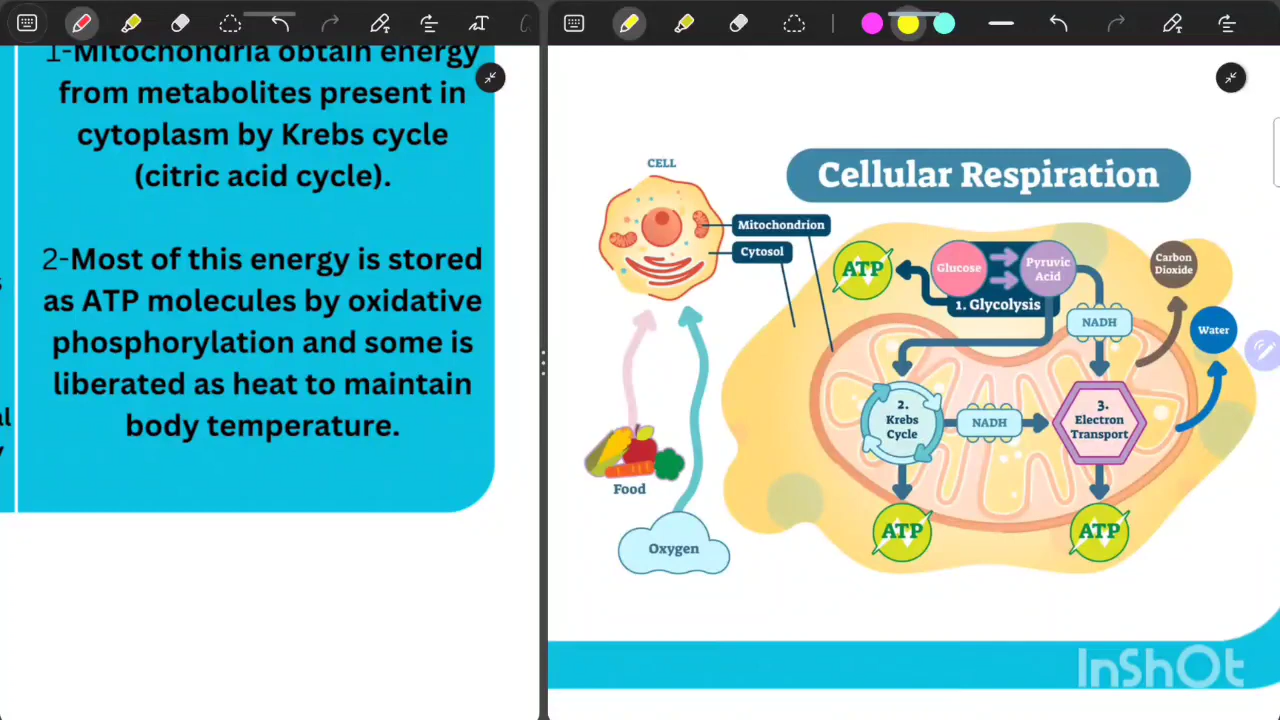 1-Mitochondria obtain energy
from metabolites present in
cytoplasm by Krebs cycle
(citric acid cycle).
2-Most of this energy is stored
as ATP molecules by oxidative
phosphorylation and some is
liberated as heat to maintain
body temperature.
CELL
Cellular Respiration
Mitochondrion
Cytosol
ATP
Glucose
Pyruvic
Acid
1. Glycolysis
Carbon
Dioxide
NADH
Water
2.
Krebs
Cycle
NADH
3.
Electron
Transport
Food
ATP
ATP
Oxygen
InShOt